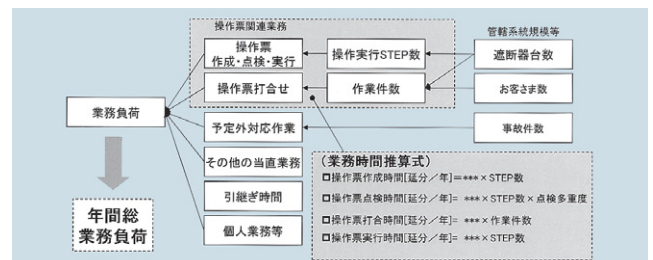 操作票関連業務
管轄系統規模等
操作票
作成・点検・実行
操作実行STEP数
遮断器台数
操作票打合せ
作業件数
お客さま数
業務負荷
予定外対応作業
事故件数
その他の当直業務
引継ぎ時間
個人業務等
年間総
業務負荷
(業務時間推算式)
□操作票作成時間[延分/年]=***×STEP数
□操作票点検時間[延分/年]= ***×STEP数×点検多重度
□操作票打合時間[延分/年]= ***×作業件数
□操作票実行時間[延分/年]= ***×STEP数